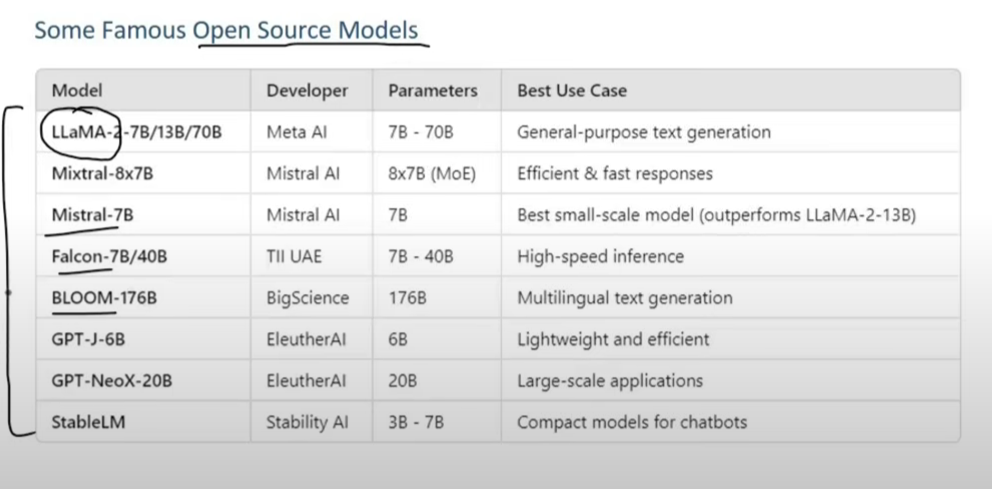 Some Famous Open Source Models
Model Developer Parameters Best Use Case
LLaMA-2-7B/13B/70B Meta AI 7B - 70B General-purpose text generation
Mixtral-8x7B Mistral AI 8x7B (MoE) Efficient & fast responses
Mistral-7B Mistral AI 7B Best small-scale model (outperforms LLaMA-2-13B)
Falcon-7B/40B TII UAE 7B - 40B High-speed inference
BLOOM-176B BigScience 176B Multilingual text generation
GPT-J-6B EleutherAI 6B Lightweight and efficient
GPT-NeoX-20B EleutherAI 20B Large-scale applications
StableLM Stability AI 3B - 7B Compact models for chatbots